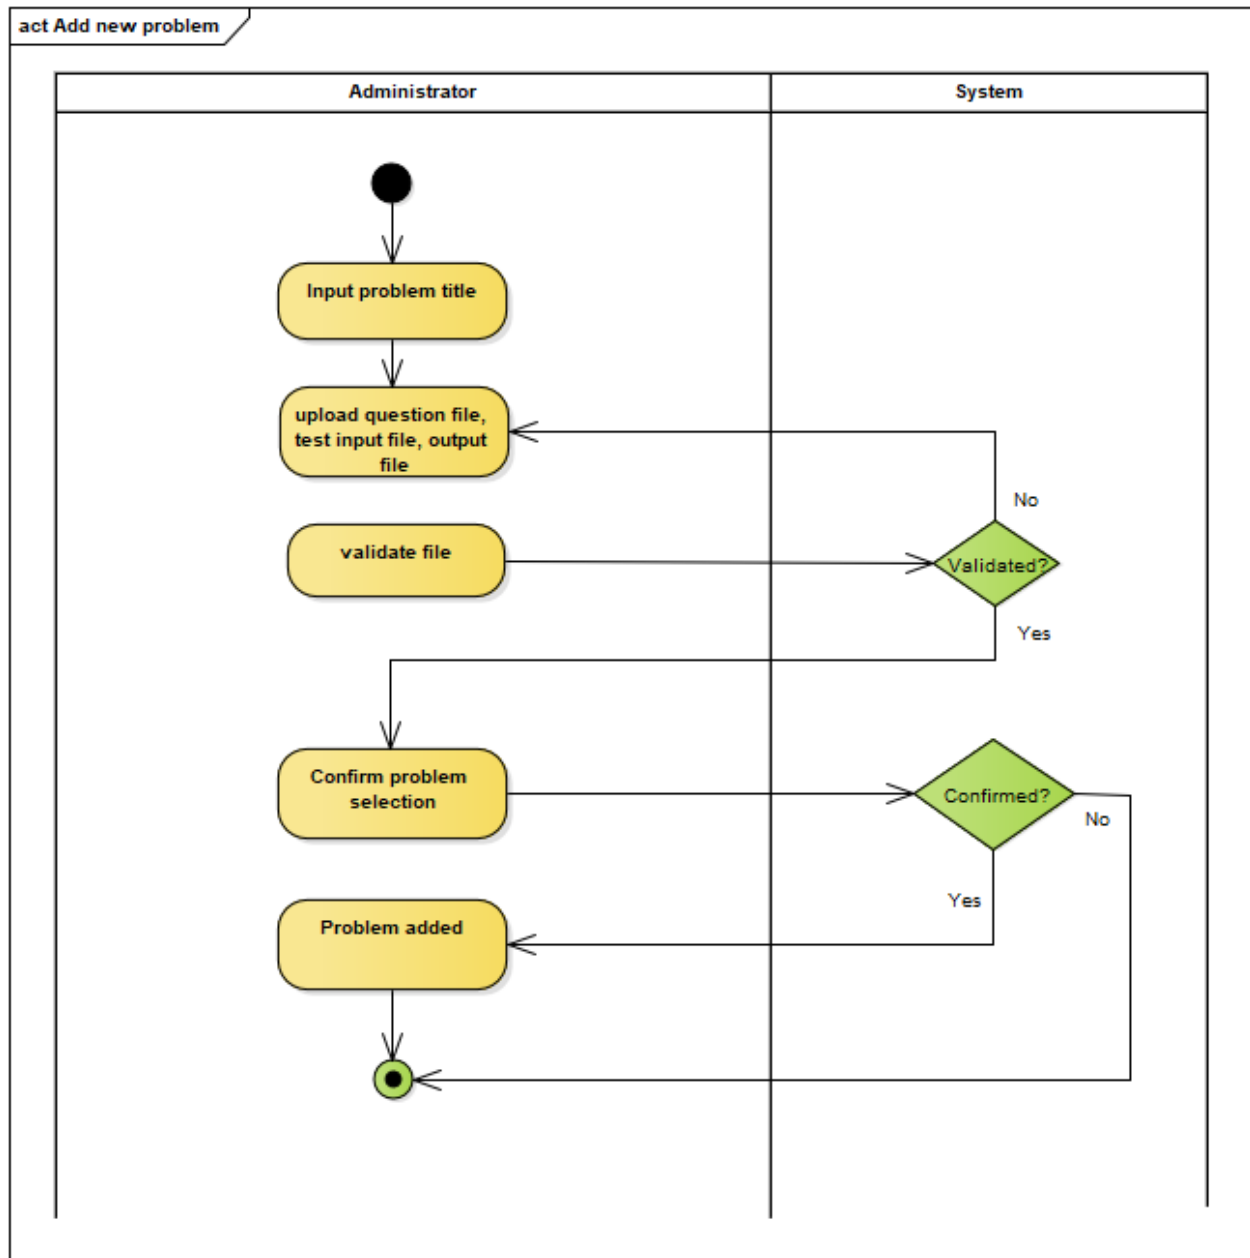 act Add new problem
Administrator
System
Input problem title
upload question file,
test input file, output
file
No
validate file
Validated?
Yes
Confirm problem
selection
Confirmed?
No
Yes
Problem added